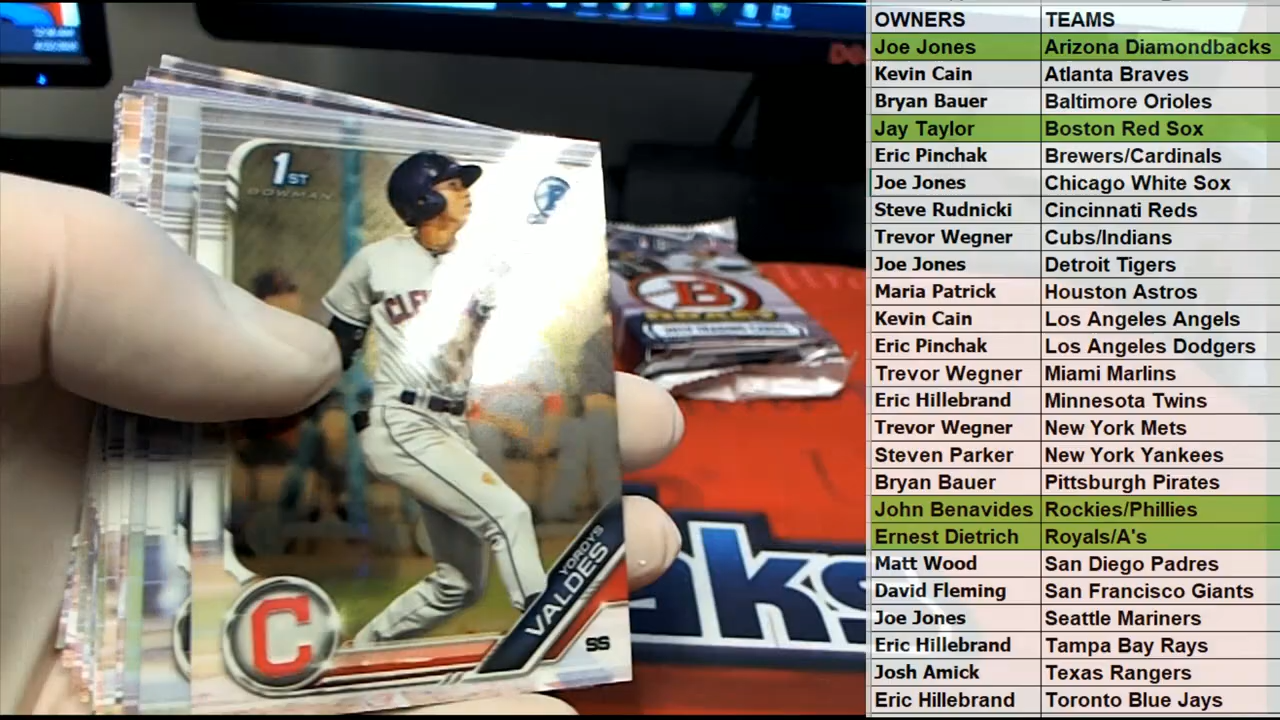 1ST
BOWMAN
CLE
YORDYS
VALDES
SS
C
B
aks
OWNERS TEAMS
Joe Jones Arizona Diamondbacks
Kevin Cain Atlanta Braves
Bryan Bauer Baltimore Orioles
Jay Taylor Boston Red Sox
Eric Pinchak Brewers/Cardinals
Joe Jones Chicago White Sox
Steve Rudnicki Cincinnati Reds
Trevor Wegner Cubs/Indians
Joe Jones Detroit Tigers
Maria Patrick Houston Astros
Kevin Cain Los Angeles Angels
Eric Pinchak Los Angeles Dodgers
Trevor Wegner Miami Marlins
Eric Hillebrand Minnesota Twins
Trevor Wegner New York Mets
Steven Parker New York Yankees
Bryan Bauer Pittsburgh Pirates
John Benavides Rockies/Phillies
Ernest Dietrich Royals/A's
Matt Wood San Diego Padres
David Fleming San Francisco Giants
Joe Jones Seattle Mariners
Eric Hillebrand Tampa Bay Rays
Josh Amick Texas Rangers
Eric Hillebrand Toronto Blue Jays